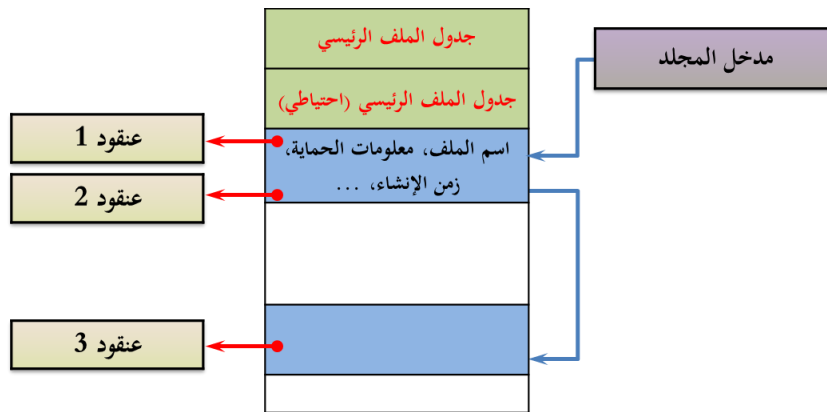 جدول الملف الرئيسي
مدخل المجلد
جدول الملف الرئيسي (احتياطي)
عنقود 1
اسم الملف، معلومات الحماية،
زمن الإنشاء، ...
عنقود 2
عنقود 3